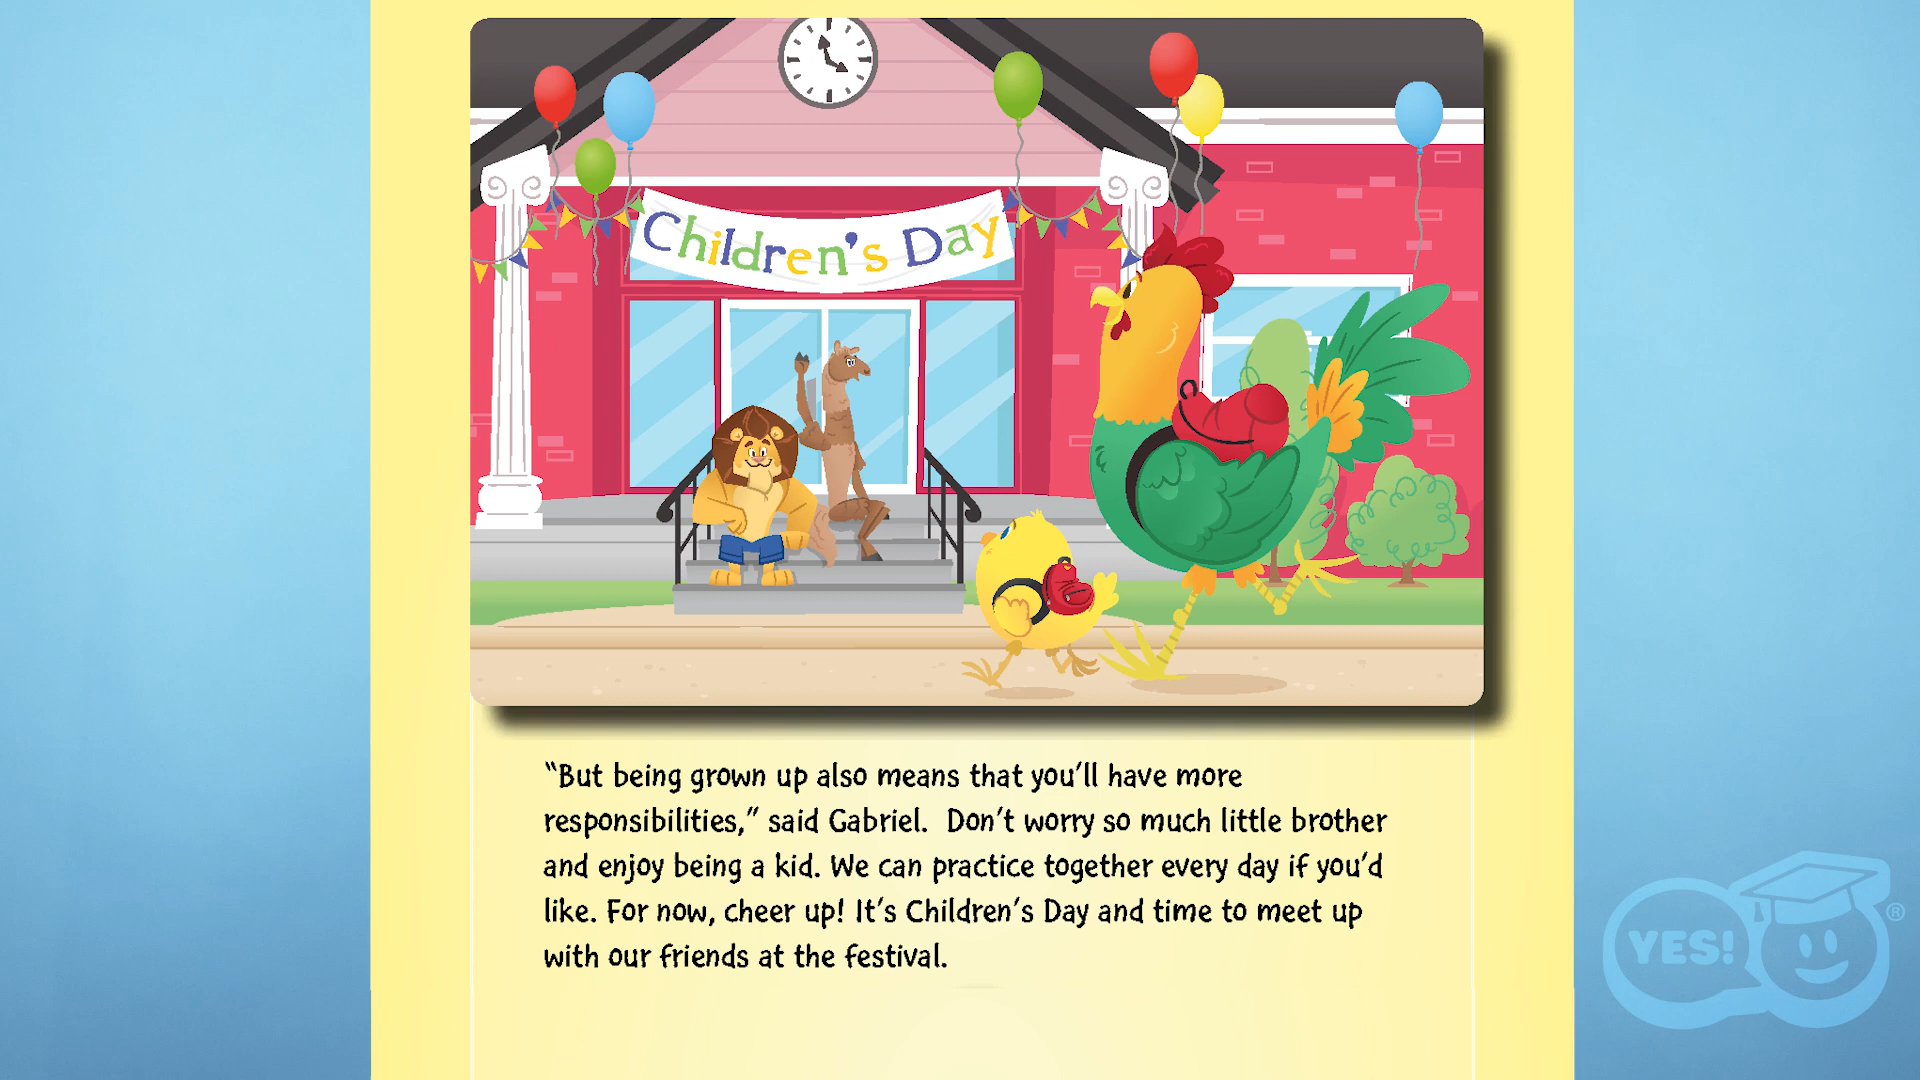 Children's Day
“But being grown up also means that you’ll have more
responsibilities,” said Gabriel.  Don’t worry so much little brother
and enjoy being a kid. We can practice together every day if you’d
like. For now, cheer up! It’s Children’s Day and time to meet up
with our friends at the festival.
YES!
®